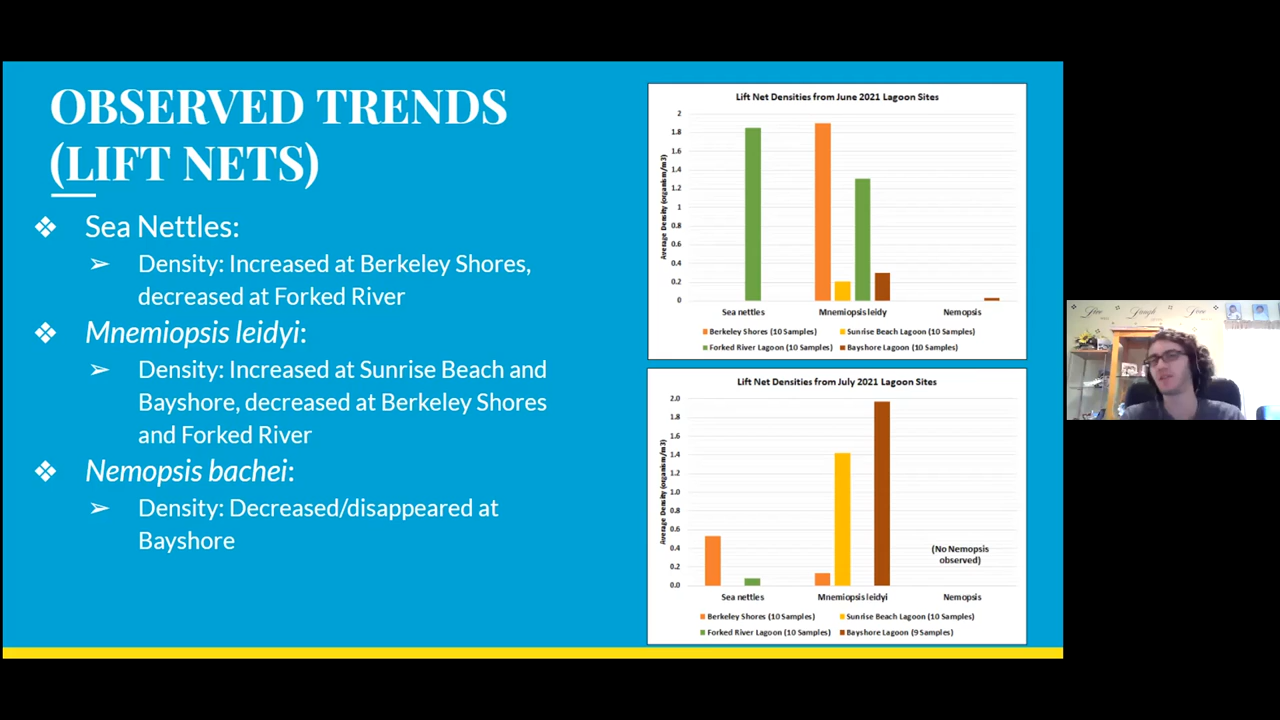 OBSERVED TRENDS
(LIFT NETS)
❖ Sea Nettles:
➢ Density: Increased at Berkeley Shores,
decreased at Forked River
❖ Mnemiopsis leidyi:
➢ Density: Increased at Sunrise Beach and
Bayshore, decreased at Berkeley Shores
and Forked River
❖ Nemopsis bachei:
➢ Density: Decreased/disappeared at
Bayshore
Lift Net Densities from June 2021 Lagoon Sites
Average Density (organism/m3)
2
1.8
1.6
1.4
1.2
1
0.8
0.6
0.4
0.2
0
Sea nettles Mnemiopsis leidy Nemopsis
Berkeley Shores (10 Samples) Sunrise Beach Lagoon (10 Samples)
Forked River Lagoon (10 Samples) Bayshore Lagoon (10 Samples)
Lift Net Densities from July 2021 Lagoon Sites
Average Density (organism/m3)
2.0
1.8
1.6
1.4
1.2
1.0
0.8
0.6
0.4
0.2
0.0
(No Nemopsis
observed)
Sea nettles Mnemiopsis leidyi Nemopsis
Berkeley Shores (10 Samples) Sunrise Beach Lagoon (10 Samples)
Forked River Lagoon (10 Samples) Bayshore Lagoon (9 Samples)
Live Laugh Love